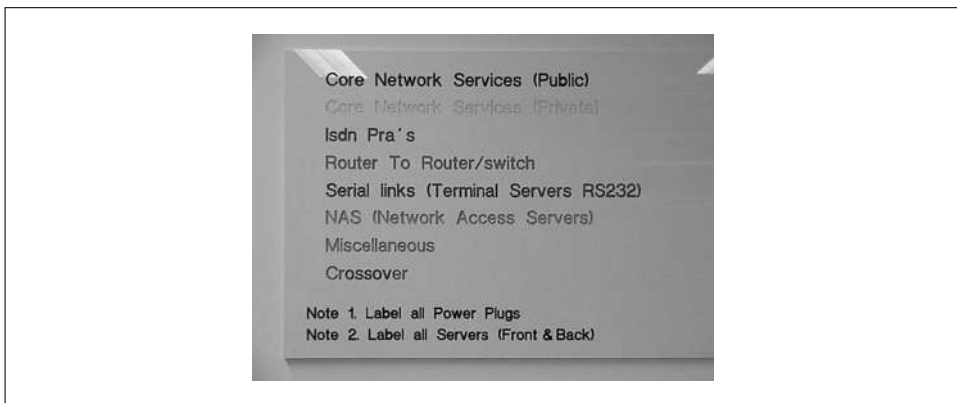 Core Network Services (Public)
Core Network Services (Private)
Isdn Pra's
Router To Router/switch
Serial links (Terminal Servers RS232)
NAS (Network Access Servers)
Miscellaneous
Crossover
Note 1. Label all Power Plugs
Note 2. Label all Servers (Front & Back)